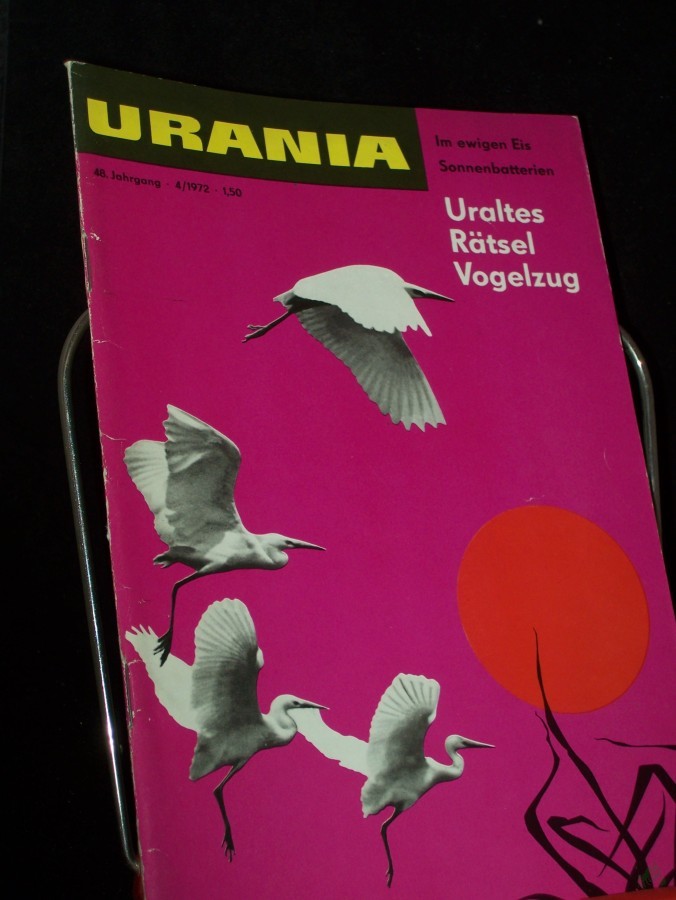 URANIA
48. Jahrgang · 4/1972 · 1,50
Im ewigen Eis
Sonnenbatterien
Uraltes
Rätsel
Vogelzug